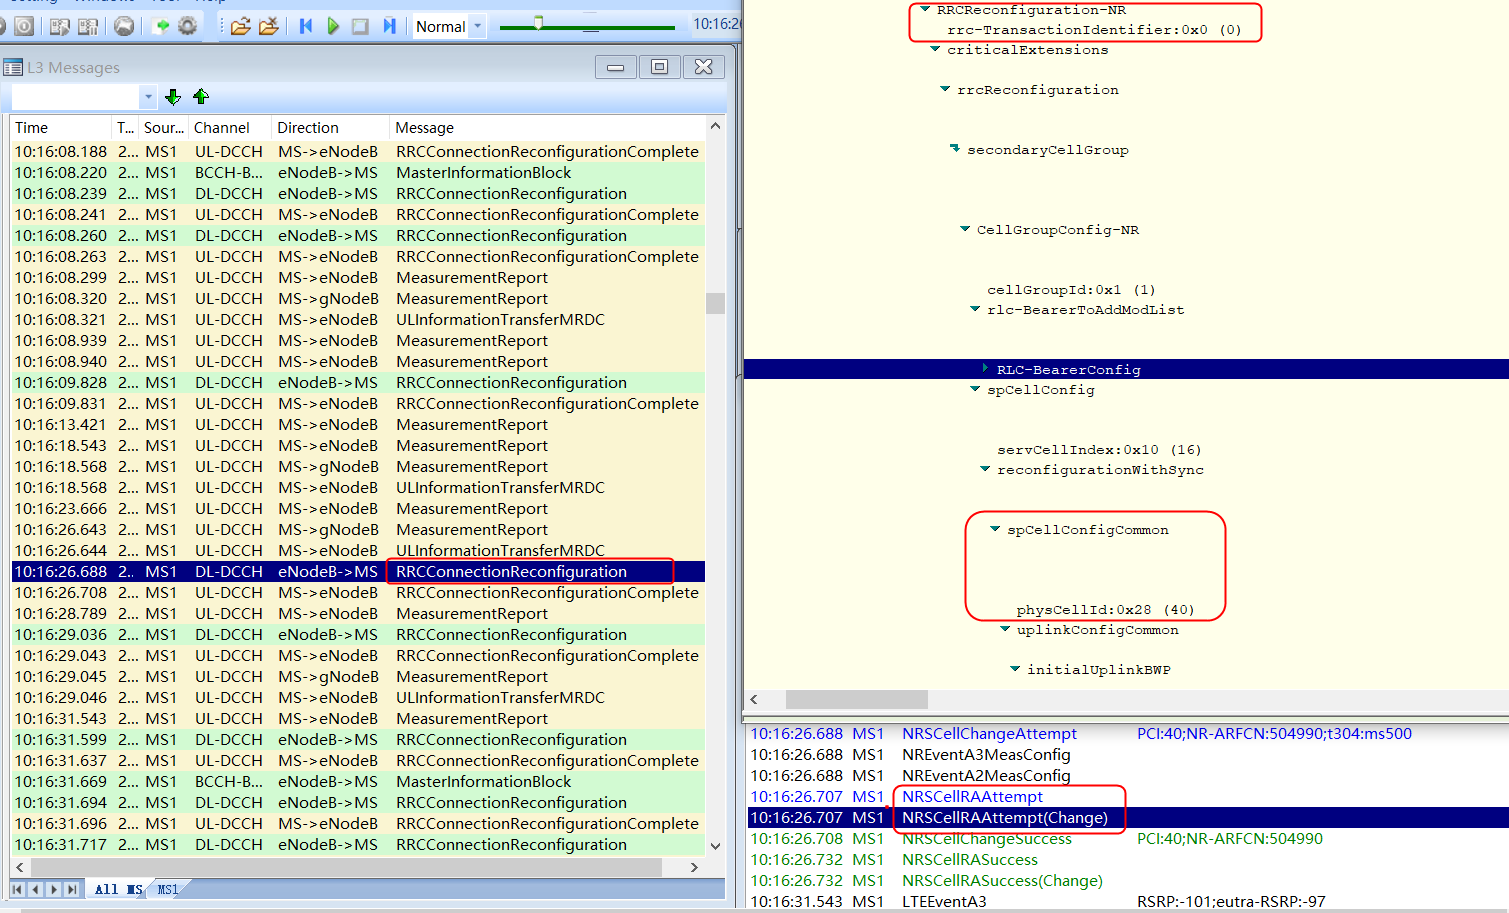 Normal
10:16:26
L3 Messages
Time T... Sour... Channel Direction Message
10:16:08.188 2... MS1 UL-DCCH MS->eNodeB RRCConnectionReconfigurationComplete
10:16:08.220 2... MS1 BCCH-B... eNodeB->MS MasterInformationBlock
10:16:08.239 2... MS1 DL-DCCH eNodeB->MS RRCConnectionReconfiguration
10:16:08.241 2... MS1 UL-DCCH MS->eNodeB RRCConnectionReconfigurationComplete
10:16:08.260 2... MS1 DL-DCCH eNodeB->MS RRCConnectionReconfiguration
10:16:08.263 2... MS1 UL-DCCH MS->eNodeB RRCConnectionReconfigurationComplete
10:16:08.299 2... MS1 UL-DCCH MS->eNodeB MeasurementReport
10:16:08.320 2... MS1 UL-DCCH MS->gNodeB MeasurementReport
10:16:08.321 2... MS1 UL-DCCH MS->eNodeB ULInformationTransferMRDC
10:16:08.939 2... MS1 UL-DCCH MS->eNodeB MeasurementReport
10:16:08.940 2... MS1 UL-DCCH MS->eNodeB MeasurementReport
10:16:09.828 2... MS1 DL-DCCH eNodeB->MS RRCConnectionReconfiguration
10:16:09.831 2... MS1 UL-DCCH MS->eNodeB RRCConnectionReconfigurationComplete
10:16:13.421 2... MS1 UL-DCCH MS->eNodeB MeasurementReport
10:16:18.543 2... MS1 UL-DCCH MS->eNodeB MeasurementReport
10:16:18.568 2... MS1 UL-DCCH MS->gNodeB MeasurementReport
10:16:18.568 2... MS1 UL-DCCH MS->eNodeB ULInformationTransferMRDC
10:16:23.666 2... MS1 UL-DCCH MS->eNodeB MeasurementReport
10:16:26.643 2... MS1 UL-DCCH MS->gNodeB MeasurementReport
10:16:26.644 2... MS1 UL-DCCH MS->eNodeB ULInformationTransferMRDC
10:16:26.688 2.. MS1 DL-DCCH eNodeB->MS RRCConnectionReconfiguration
10:16:26.708 2... MS1 UL-DCCH MS->eNodeB RRCConnectionReconfigurationComplete
10:16:28.789 2... MS1 UL-DCCH MS->eNodeB MeasurementReport
10:16:29.036 2... MS1 DL-DCCH eNodeB->MS RRCConnectionReconfiguration
10:16:29.043 2... MS1 UL-DCCH MS->eNodeB RRCConnectionReconfigurationComplete
10:16:29.045 2... MS1 UL-DCCH MS->gNodeB MeasurementReport
10:16:29.046 2... MS1 UL-DCCH MS->eNodeB ULInformationTransferMRDC
10:16:31.543 2... MS1 UL-DCCH MS->eNodeB MeasurementReport
10:16:31.599 2... MS1 DL-DCCH eNodeB->MS RRCConnectionReconfiguration
10:16:31.637 2... MS1 UL-DCCH MS->eNodeB RRCConnectionReconfigurationComplete
10:16:31.669 2... MS1 BCCH-B... eNodeB->MS MasterInformationBlock
10:16:31.694 2... MS1 DL-DCCH eNodeB->MS RRCConnectionReconfiguration
10:16:31.696 2... MS1 UL-DCCH MS->eNodeB RRCConnectionReconfigurationComplete
10:16:31.717 2... MS1 DL-DCCH eNodeB->MS RRCConnectionReconfiguration
All MS MS1
RRCReconfiguration-NR
rrc-TransactionIdentifier:0x0 (0)
criticalExtensions
rrcReconfiguration
secondaryCellGroup
CellGroupConfig-NR
cellGroupId:0x1 (1)
rlc-BearerToAddModList
RLC-BearerConfig
spCellConfig
servCellIndex:0x10 (16)
reconfigurationWithSync
spCellConfigCommon
physCellId:0x28 (40)
uplinkConfigCommon
initialUplinkBWP
10:16:26.688 MS1 NRSCellChangeAttempt PCI:40;NR-ARFCN:504990;t304:ms500
10:16:26.688 MS1 NREventA3MeasConfig
10:16:26.688 MS1 NREventA2MeasConfig
10:16:26.707 MS1 NRSCellRAAttempt
10:16:26.707 MS1 NRSCellRAAttempt(Change)
10:16:26.708 MS1 NRSCellChangeSuccess PCI:40;NR-ARFCN:504990
10:16:26.732 MS1 NRSCellRASuccess
10:16:26.732 MS1 NRSCellRASuccess(Change)
10:16:31.543 MS1 LTEEventA3 RSRP:-101;eutra-RSRP:-97